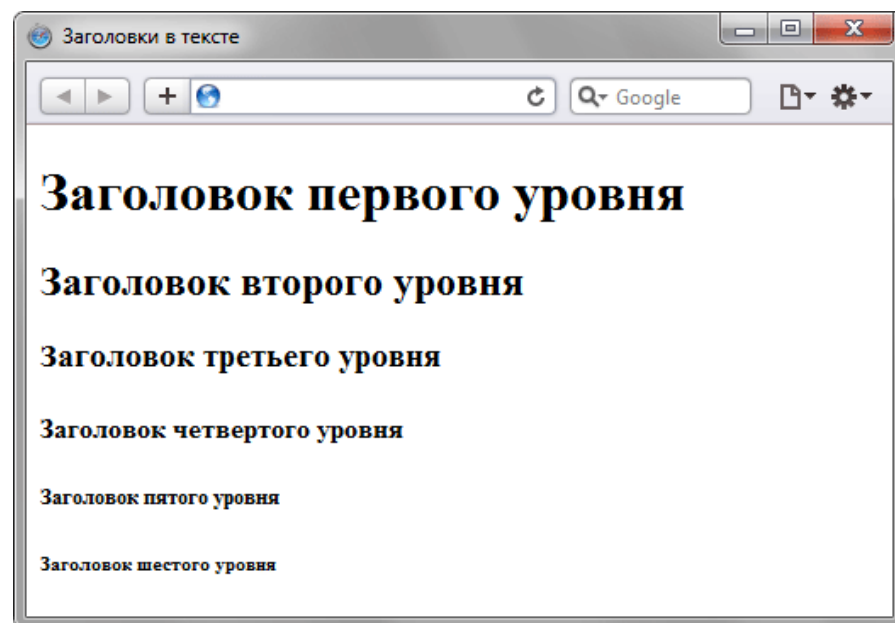 Заголовки в тексте
Google
Заголовок первого уровня
Заголовок второго уровня
Заголовок третьего уровня
Заголовок четвертого уровня
Заголовок пятого уровня
Заголовок шестого уровня